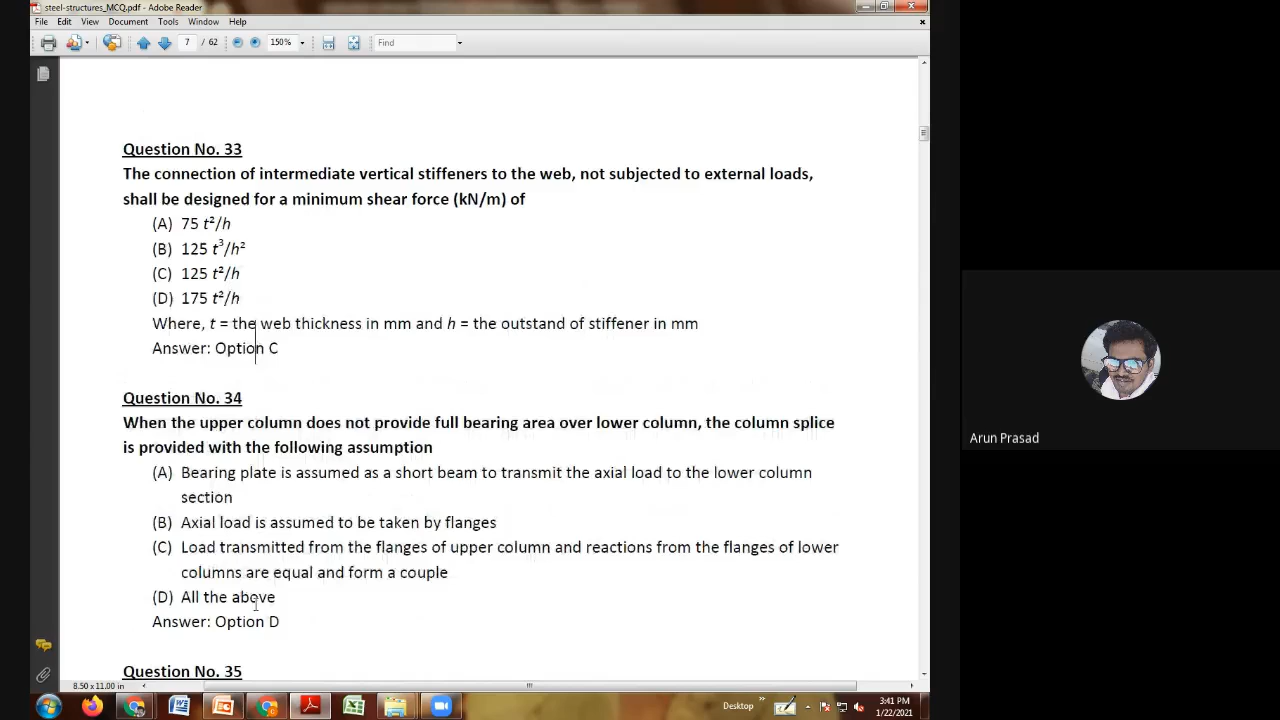 steel-structures_MCQ.pdf - Adobe Reader
File Edit View Document Tools Window Help
7 / 62 150% Find
Question No. 33
The connection of intermediate vertical stiffeners to the web, not subjected to external loads,
shall be designed for a minimum shear force (kN/m) of
(A) 75 t²/h
(B) 125 t³/h²
(C) 125 t²/h
(D) 175 t²/h
Where, t = the web thickness in mm and h = the outstand of stiffener in mm
Answer: Option C
Question No. 34
When the upper column does not provide full bearing area over lower column, the column splice
is provided with the following assumption
(A) Bearing plate is assumed as a short beam to transmit the axial load to the lower column
section
(B) Axial load is assumed to be taken by flanges
(C) Load transmitted from the flanges of upper column and reactions from the flanges of lower
columns are equal and form a couple
(D) All the above
Answer: Option D
Question No. 35
8.50 x 11.00 in
Desktop
3:41 PM
1/22/2021
Arun Prasad